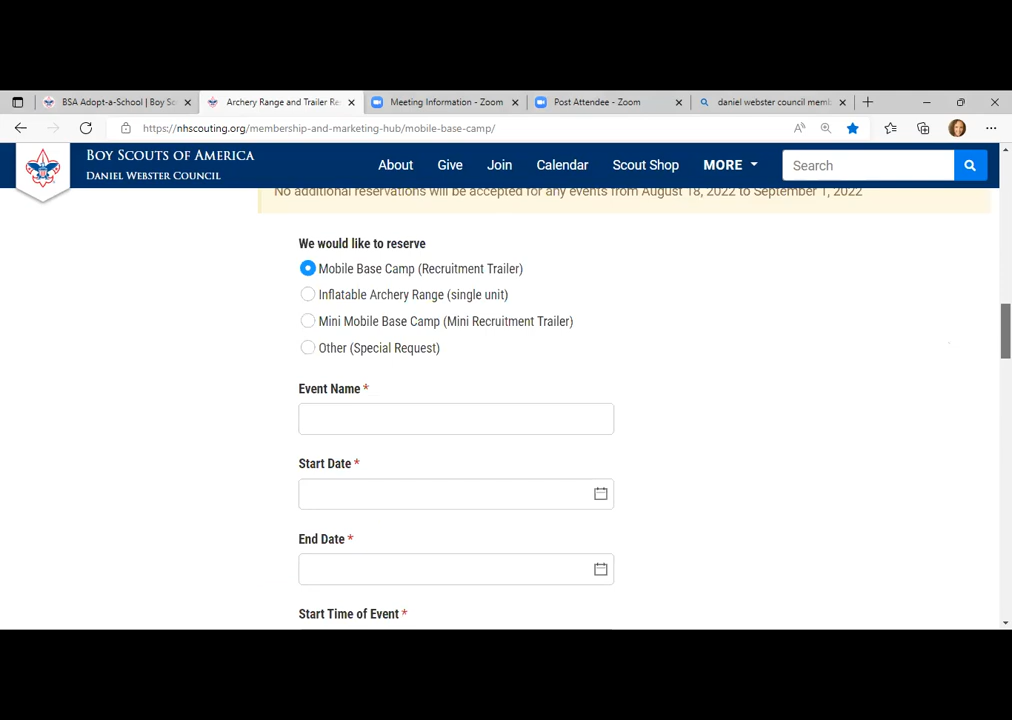 BSA Adopt-a-School | Boy Sc
Archery Range and Trailer Re
Meeting Information - Zoom
Post Attendee - Zoom
daniel webster council memb
https://nhscouting.org/membership-and-marketing-hub/mobile-base-camp/
BOY SCOUTS OF AMERICA
DANIEL WEBSTER COUNCIL
About Give Join Calendar Scout Shop MORE
Search
No additional reservations will be accepted for any events from August 18, 2022 to September 1, 2022
We would like to reserve
Mobile Base Camp (Recruitment Trailer)
Inflatable Archery Range (single unit)
Mini Mobile Base Camp (Mini Recruitment Trailer)
Other (Special Request)
Event Name *
Start Date *
End Date *
Start Time of Event *